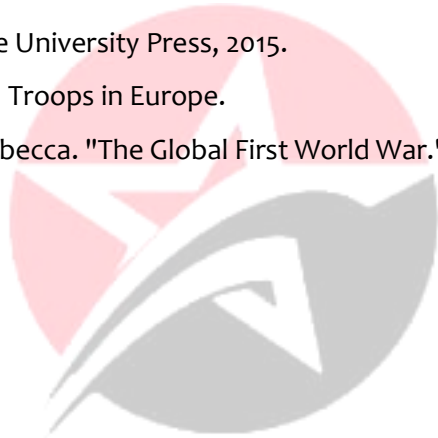 e University Press, 2015.
Troops in Europe.
becca. "The Global First World War."